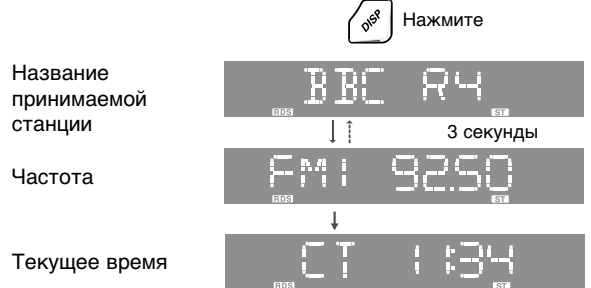 DISP Нажмите
Название
принимаемой
станции
BBC R4
RDS ST
3 секунды
Частота
FM1 92.50
RDS ST
Текущее время
CT 11:34
RDS ST